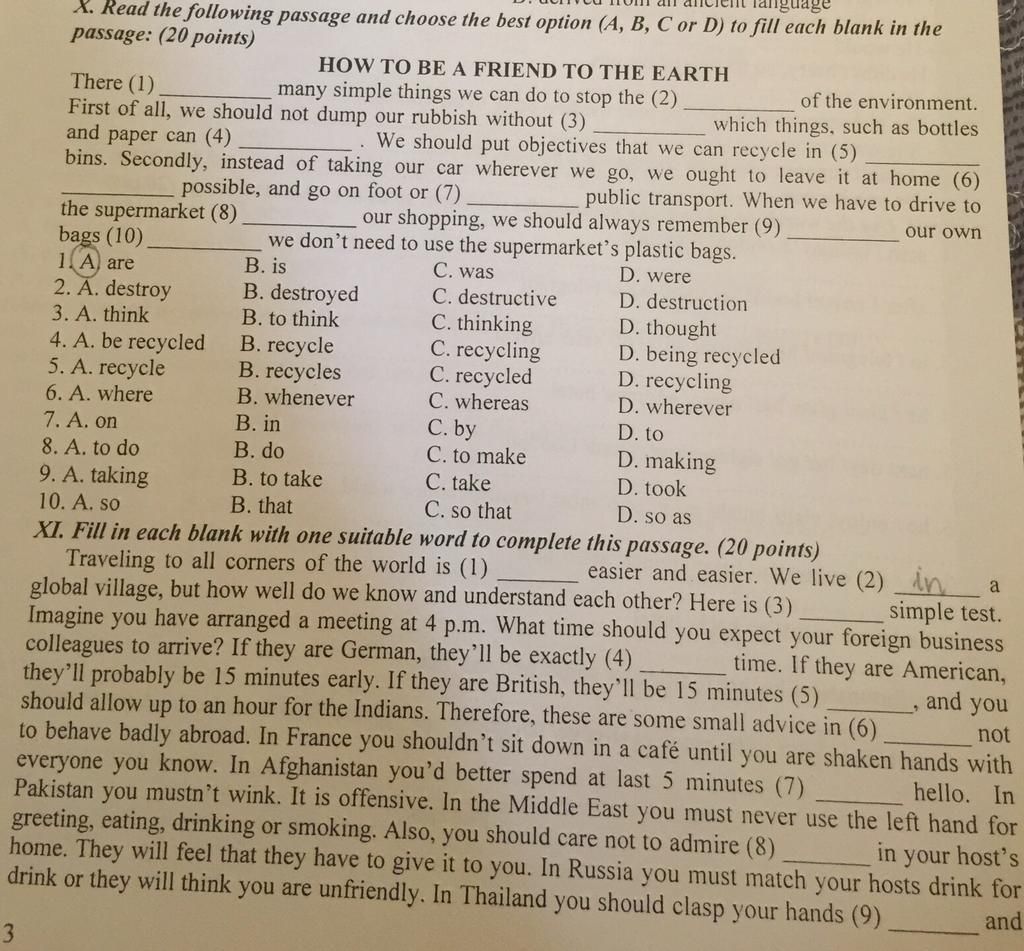 D. derived from an ancient language
X. Read the following passage and choose the best option (A, B, C or D) to fill each blank in the
passage: (20 points)
HOW TO BE A FRIEND TO THE EARTH
There (1) __________ many simple things we can do to stop the (2) __________ of the environment.
First of all, we should not dump our rubbish without (3) __________ which things, such as bottles
and paper can (4) __________ . We should put objectives that we can recycle in (5) __________
bins. Secondly, instead of taking our car wherever we go, we ought to leave it at home (6)
__________ possible, and go on foot or (7) __________ public transport. When we have to drive to
the supermarket (8) __________ our shopping, we should always remember (9) __________ our own
bags (10) __________ we don't need to use the supermarket's plastic bags.
1. A. are B. is C. was D. were
2. A. destroy B. destroyed C. destructive D. destruction
3. A. think B. to think C. thinking D. thought
4. A. be recycled B. recycle C. recycling D. being recycled
5. A. recycle B. recycles C. recycled D. recycling
6. A. where B. whenever C. whereas D. wherever
7. A. on B. in C. by D. to
8. A. to do B. do C. to make D. making
9. A. taking B. to take C. take D. took
10. A. so B. that C. so that D. so as
XI. Fill in each blank with one suitable word to complete this passage. (20 points)
Traveling to all corners of the world is (1) ________ easier and easier. We live (2) in a
global village, but how well do we know and understand each other? Here is (3) ________ simple test.
Imagine you have arranged a meeting at 4 p.m. What time should you expect your foreign business
colleagues to arrive? If they are German, they'll be exactly (4) ________ time. If they are American,
they'll probably be 15 minutes early. If they are British, they'll be 15 minutes (5) ________, and you
should allow up to an hour for the Indians. Therefore, these are some small advice in (6) ________ not
to behave badly abroad. In France you shouldn't sit down in a café until you are shaken hands with
everyone you know. In Afghanistan you'd better spend at last 5 minutes (7) ________ hello. In
Pakistan you mustn't wink. It is offensive. In the Middle East you must never use the left hand for
greeting, eating, drinking or smoking. Also, you should care not to admire (8) ________ in your host's
home. They will feel that they have to give it to you. In Russia you must match your hosts drink for
drink or they will think you are unfriendly. In Thailand you should clasp your hands (9) ________ and
3